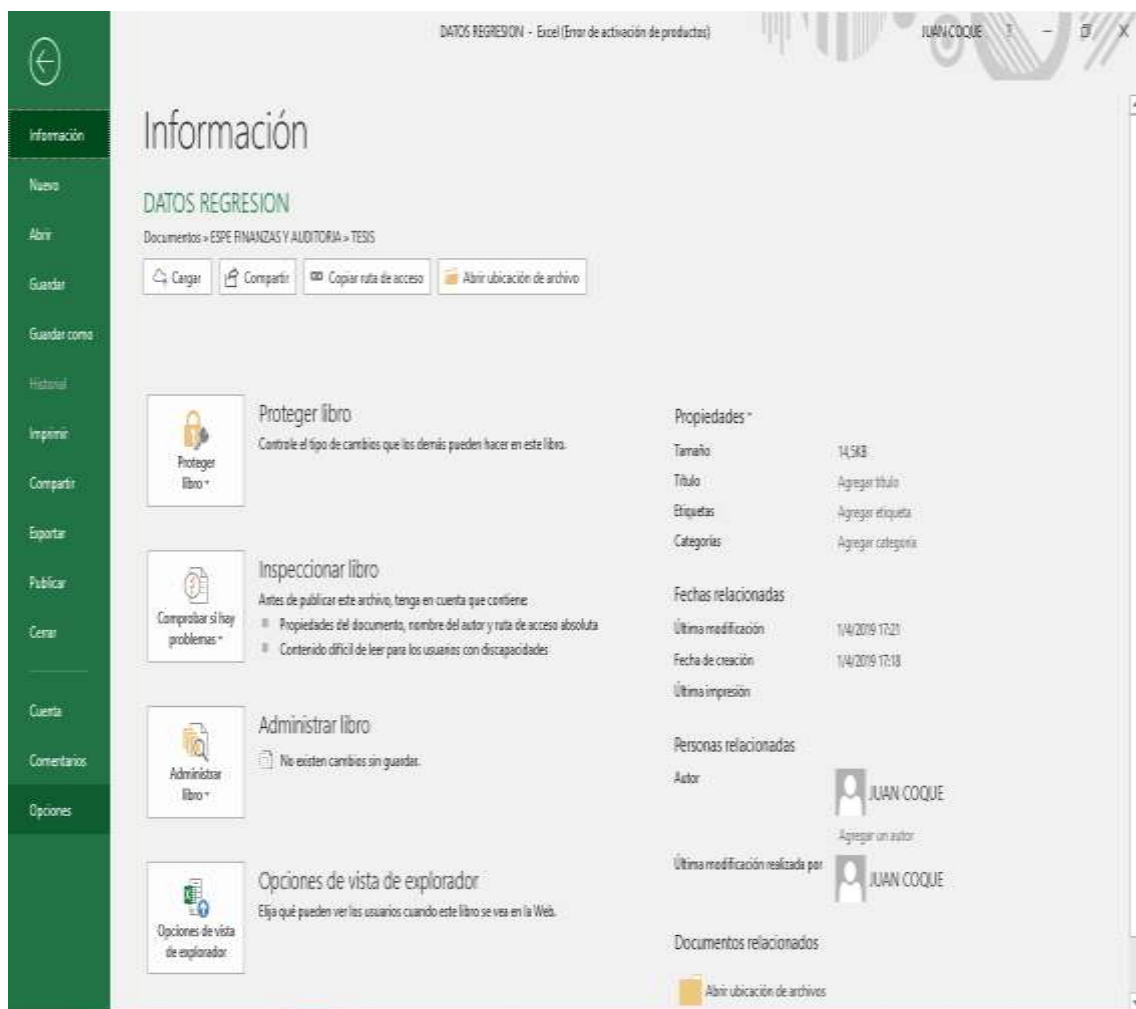 DATOS REGRESION - Excel (Error de activación de productos)
JUAN COQUE
Información
Nuevo
Abrir
Guardar
Guardar como
Historial
Imprimir
Compartir
Exportar
Publicar
Cerrar
Cuenta
Comentarios
Opciones
Información
DATOS REGRESION
Documentos » ESPE FINANZAS Y AUDITORIA » TESIS
Cargar
Compartir
Copiar ruta de acceso
Abrir ubicación de archivo
Proteger libro
Proteger libro
Controle el tipo de cambios que los demás pueden hacer en este libro.
Comprobar si hay problemas
Inspeccionar libro
Antes de publicar este archivo, tenga en cuenta que contiene:
Propiedades del documento, nombre del autor y ruta de acceso absoluta
Contenido difícil de leer para los usuarios con discapacidades
Administrar libro
Administrar libro
No existen cambios sin guardar.
Opciones de vista de explorador
Opciones de vista de explorador
Elija qué pueden ver los usuarios cuando este libro se vea en la Web.
Propiedades
Tamaño 14,5KB
Título Agregar título
Etiquetas Agregar etiqueta
Categorías Agregar categoría
Fechas relacionadas
Última modificación 1/4/2019 17:21
Fecha de creación 1/4/2019 17:18
Última impresión
Personas relacionadas
Autor
JUAN COQUE
Agregar un autor
Última modificación realizada por
JUAN COQUE
Documentos relacionados
Abrir ubicación de archivos